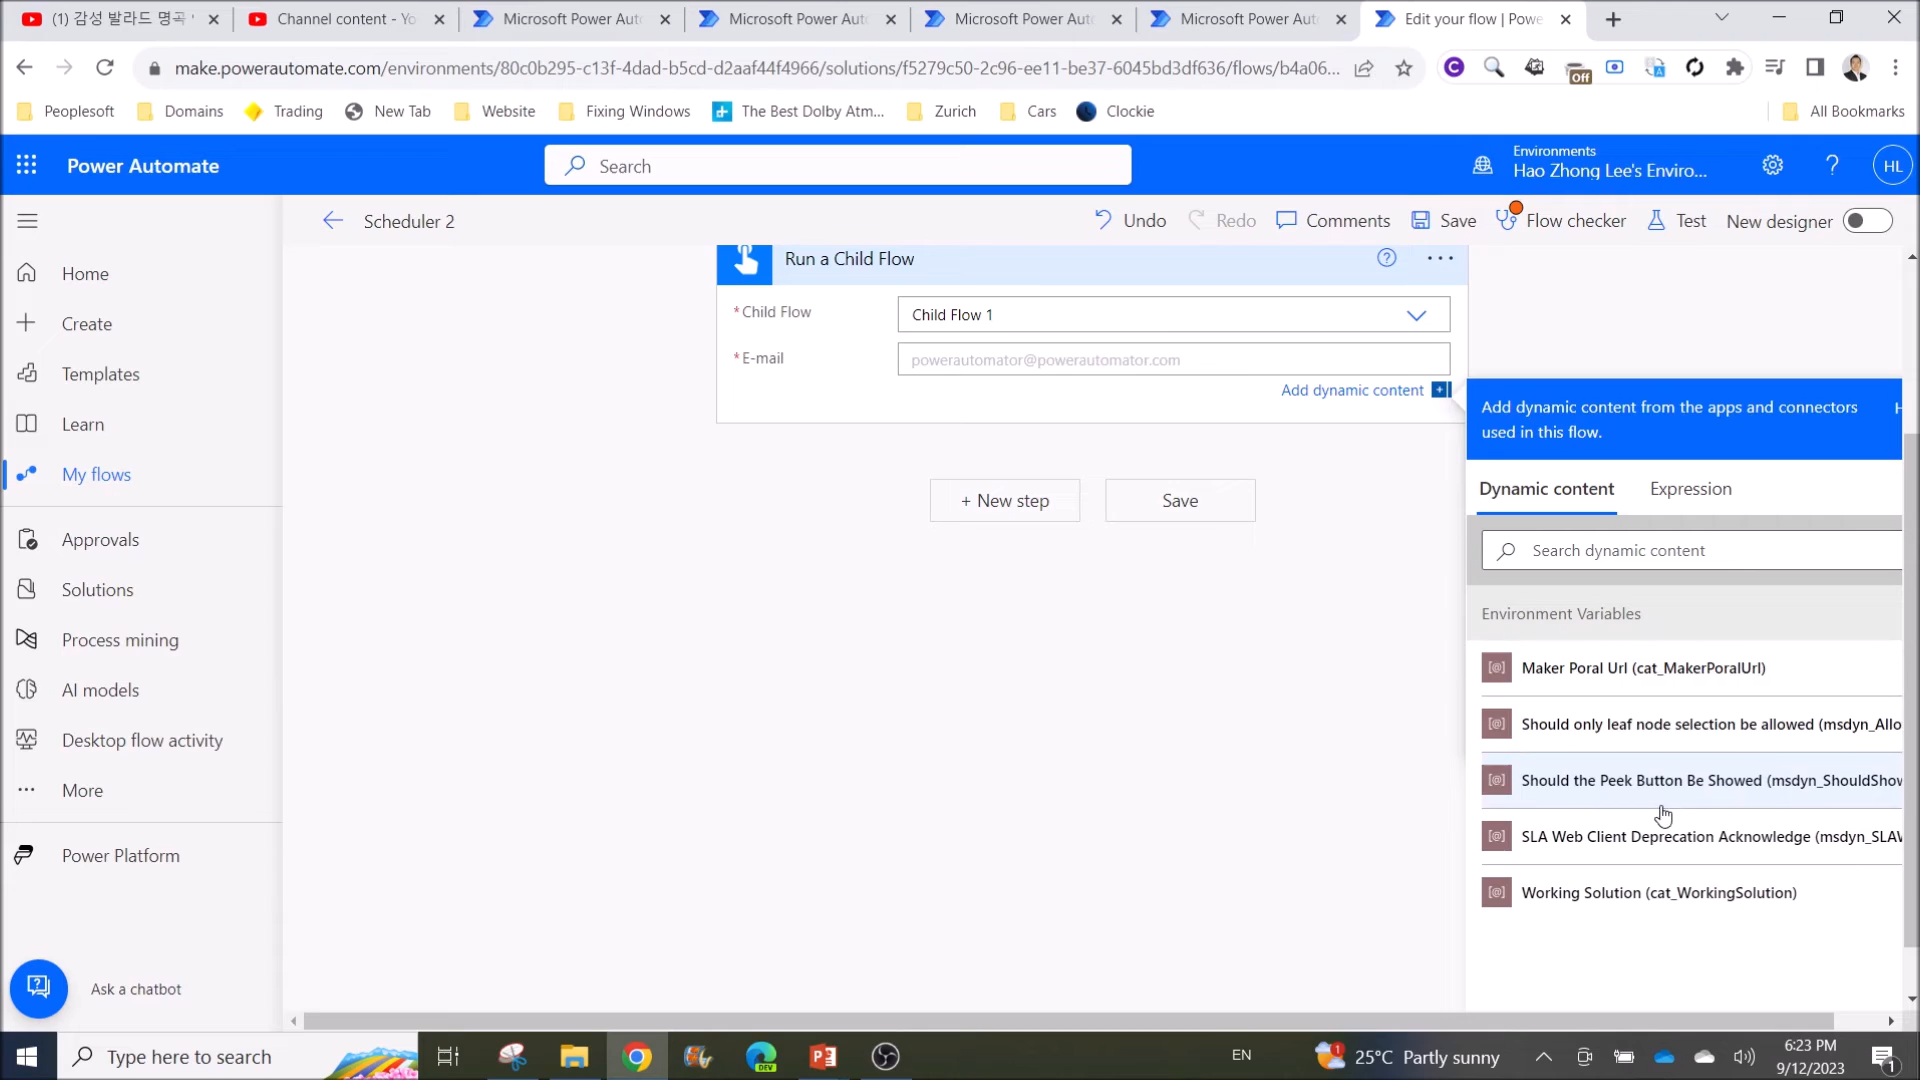 (1) 감성 발라드 명곡
Channel content - Yo
Microsoft Power Aut
Microsoft Power Aut
Microsoft Power Aut
Microsoft Power Aut
Edit your flow | Powe
make.powerautomate.com/environments/80c0b295-c13f-4dad-b5cd-d2aaf44f4966/solutions/f5279c50-2c96-ee11-be37-6045bd3df636/flows/b4a06...
Off
Peoplesoft
Domains
Trading
New Tab
Website
Fixing Windows
The Best Dolby Atm...
Zurich
Cars
Clockie
All Bookmarks
Power Automate
Search
Environments
Hao Zhong Lee's Enviro...
HL
Scheduler 2
Undo
Redo
Comments
Save
Flow checker
Test
New designer
Home
Create
Templates
Learn
My flows
Approvals
Solutions
Process mining
AI models
Desktop flow activity
More
Power Platform
Ask a chatbot
Run a Child Flow
*Child Flow
Child Flow 1
*E-mail
powerautomator@powerautomator.com
Add dynamic content
+ New step
Save
Add dynamic content from the apps and connectors
used in this flow.
Dynamic content
Expression
Search dynamic content
Environment Variables
Maker Poral Url (cat_MakerPoralUrl)
Should only leaf node selection be allowed (msdyn_Allo
Should the Peek Button Be Showed (msdyn_ShouldShow
SLA Web Client Deprecation Acknowledge (msdyn_SLAW
Working Solution (cat_WorkingSolution)
Type here to search
DEV
EN
1
25°C Partly sunny
6:23 PM
9/12/2023
1